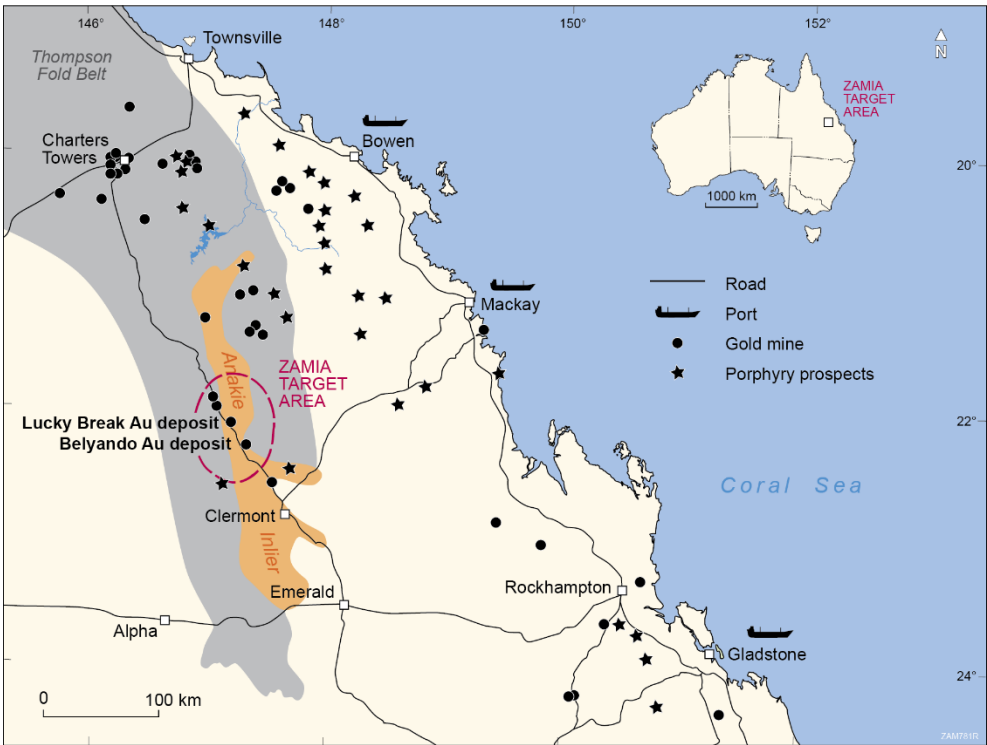 146°
148°
150°
152°
Thompson
Fold Belt
Townsville
N
ZAMIA
TARGET
AREA
Charters
Towers
Bowen
20°
1000 km
Road
Port
Mackay
Gold mine
Porphyry prospects
Anakie
ZAMIA
TARGET
AREA
Lucky Break Au deposit
Belyando Au deposit
22°
Coral Sea
Clermont
Inlier
Rockhampton
Emerald
Alpha
Gladstone
0
100 km
24°
ZAM781R